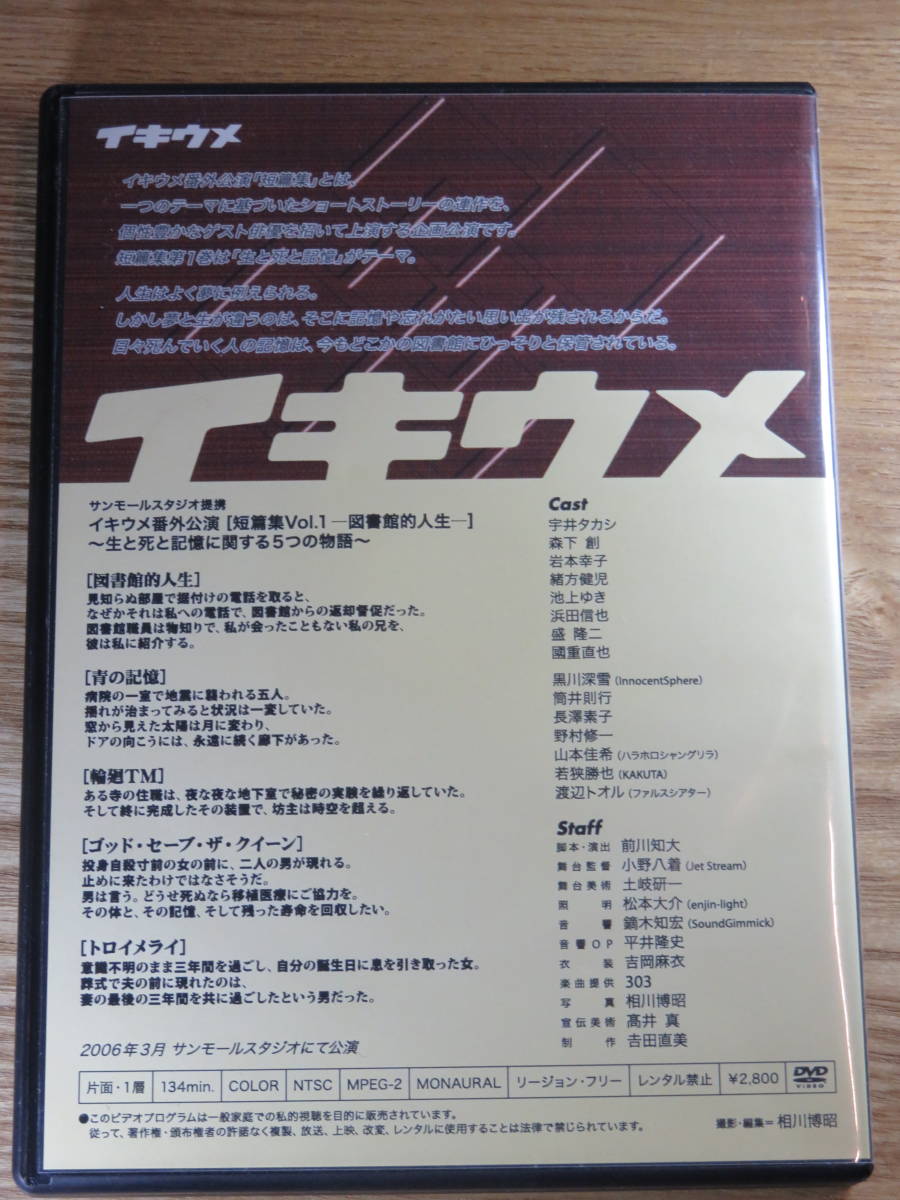 イキウメ
イキウメ番外公演「短篇集」とは、
一つのテーマに基づいたショートストーリーの連作を、
個性豊かなゲスト俳優を招いて上演する企画公演です。
短篇集第1巻は「生と死と記憶」がテーマ。
人生はよく夢に例えられる。
しかし夢と生が違うのは、そこに記憶や忘れがたい思い出が残されるからだ。
日々死んでいく人の記憶は、今もどこかの図書館にひっそりと保管されている。
イキウメ
サンモールスタジオ提携
イキウメ番外公演 [短篇集Vol.1 ―図書館的人生―]
〜生と死と記憶に関する5つの物語〜
[図書館的人生]
見知らぬ部屋で据付けの電話を取ると、
なぜかそれは私への電話で、図書館からの返却督促だった。
図書館職員は物知りで、私が会ったこともない私の兄を、
彼は私に紹介する。
[青の記憶]
病院の一室で地震に襲われる五人。
揺れが治まってみると状況は一変していた。
窓から見えた太陽は月に変わり、
ドアの向こうには、永遠に続く廊下があった。
[輪廻TM]
ある寺の住職は、夜な夜な地下室で秘密の実験を繰り返していた。
そして終に完成したその装置で、坊主は時空を超える。
[ゴッド・セーブ・ザ・クイーン]
投身自殺寸前の女の前に、二人の男が現れる。
止めに来たわけではなさそうだ。
男は言う。どうせ死ぬなら移植医療にご協力を。
その体と、その記憶、そして残った寿命を回収したい。
[トロイメライ]
意識不明のまま三年間を過ごし、自分の誕生日に息を引き取った女。
葬式で夫の前に現れたのは、
妻の最後の三年間を共に過ごしたという男だった。
2006年3月 サンモールスタジオにて公演
Cast
宇井タカシ
森下 創
岩本幸子
緒方健児
池上ゆき
浜田信也
盛 隆二
國重直也
黒川深雪 (InnocentSphere)
筒井則行
長澤素子
野村修一
山本佳希 (ハラホロシャングリラ)
若狭勝也 (KAKUTA)
渡辺トオル (ファルスシアター)
Staff
脚本・演出 前川知大
舞台監督 小野八着 (Jet Stream)
舞台美術 土岐研一
照明 松本大介 (enjin-light)
音響 鏑木知宏 (SoundGimmick)
音響OP 平井隆史
衣装 吉岡麻衣
楽曲提供 303
写真 相川博昭
宣伝美術 髙井 真
制作 吉田直美
片面・1層 134min. COLOR NTSC MPEG-2 MONAURAL リージョン・フリー レンタル禁止 ¥2,800 DVD VIDEO
●このビデオプログラムは一般家庭での私的視聴を目的に販売されています。
従って、著作権・頒布権者の許諾なく複製、放送、上映、改変、レンタルに使用することは法律で禁じられています。
撮影・編集=相川博昭